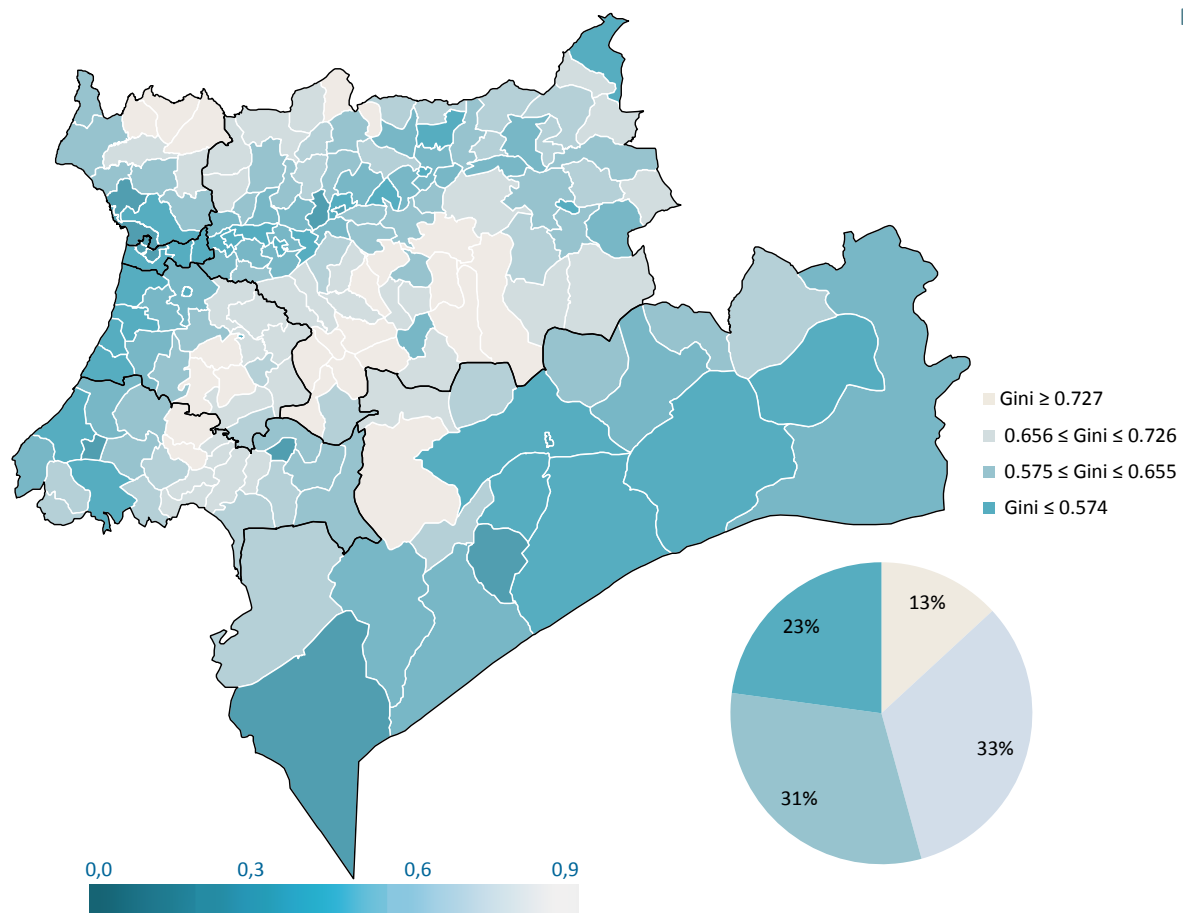 Gini ≥ 0.727
0.656 ≤ Gini ≤ 0.726
0.575 ≤ Gini ≤ 0.655
Gini ≤ 0.574
13%
23%
33%
31%
0,0 0,3 0,6 0,9